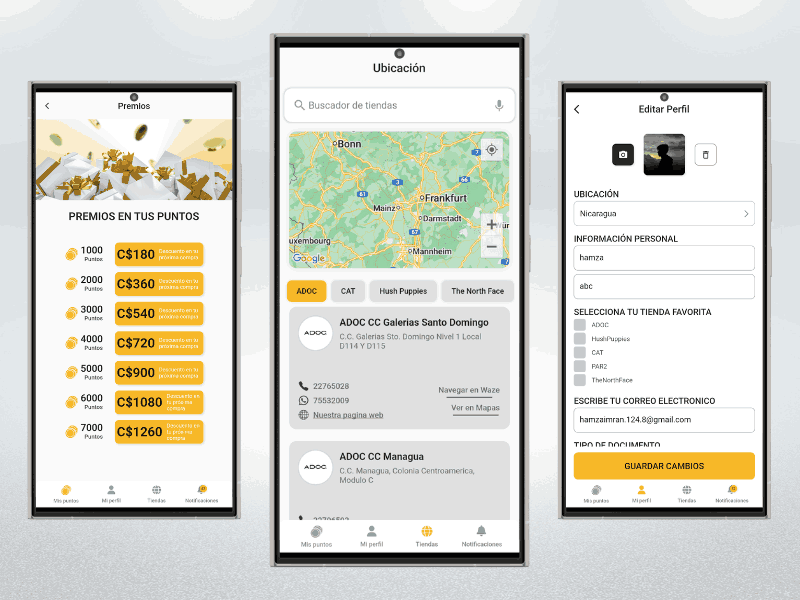 Premios
PREMIOS EN TUS PUNTOS
1000
Puntos
C$180
Descuento en tu
próxima compra
2000
Puntos
C$360
Descuento en tu
próxima compra
3000
Puntos
C$540
Descuento en tu
próxima compra
4000
Puntos
C$720
Descuento en tu
próxima compra
5000
Puntos
C$900
Descuento en tu
próxima compra
6000
Puntos
C$1080
Descuento en
tu próxima
compra
7000
Puntos
C$1260
Descuento en
tu próxima
compra
Mis puntos
Mi perfil
Tiendas
Notificaciones
Ubicación
Buscador de tiendas
Bonn
7
3
66
61
Frankfurt
Mainz
Darmstadt
67
uxembourg
Mannheim
Google
7
ADOC
CAT
Hush Puppies
The North Face
ADOC
ADOC CC Galerias Santo Domingo
C.C. Galerias Sto. Domingo Nivel 1 Local
D114 Y D115
22765028
75532009
Nuestra pagina web
Navegar en Waze
Ver en Mapas
ADOC
ADOC CC Managua
C.C. Managua, Colonia Centroamerica,
Modulo C
Mis puntos
Mi perfil
Tiendas
Notificaciones
Editar Perfil
UBICACIÓN
Nicaragua
INFORMACIÓN PERSONAL
hamza
abc
SELECCIONA TU TIENDA FAVORITA
ADOC
HushPuppies
CAT
PAR2
TheNorthFace
ESCRIBE TU CORREO ELECTRONICO
hamzaimran.124.8@gmail.com
TIPO DE DOCUMENTO
GUARDAR CAMBIOS
Mis puntos
Mi perfil
Tiendas
Notificaciones